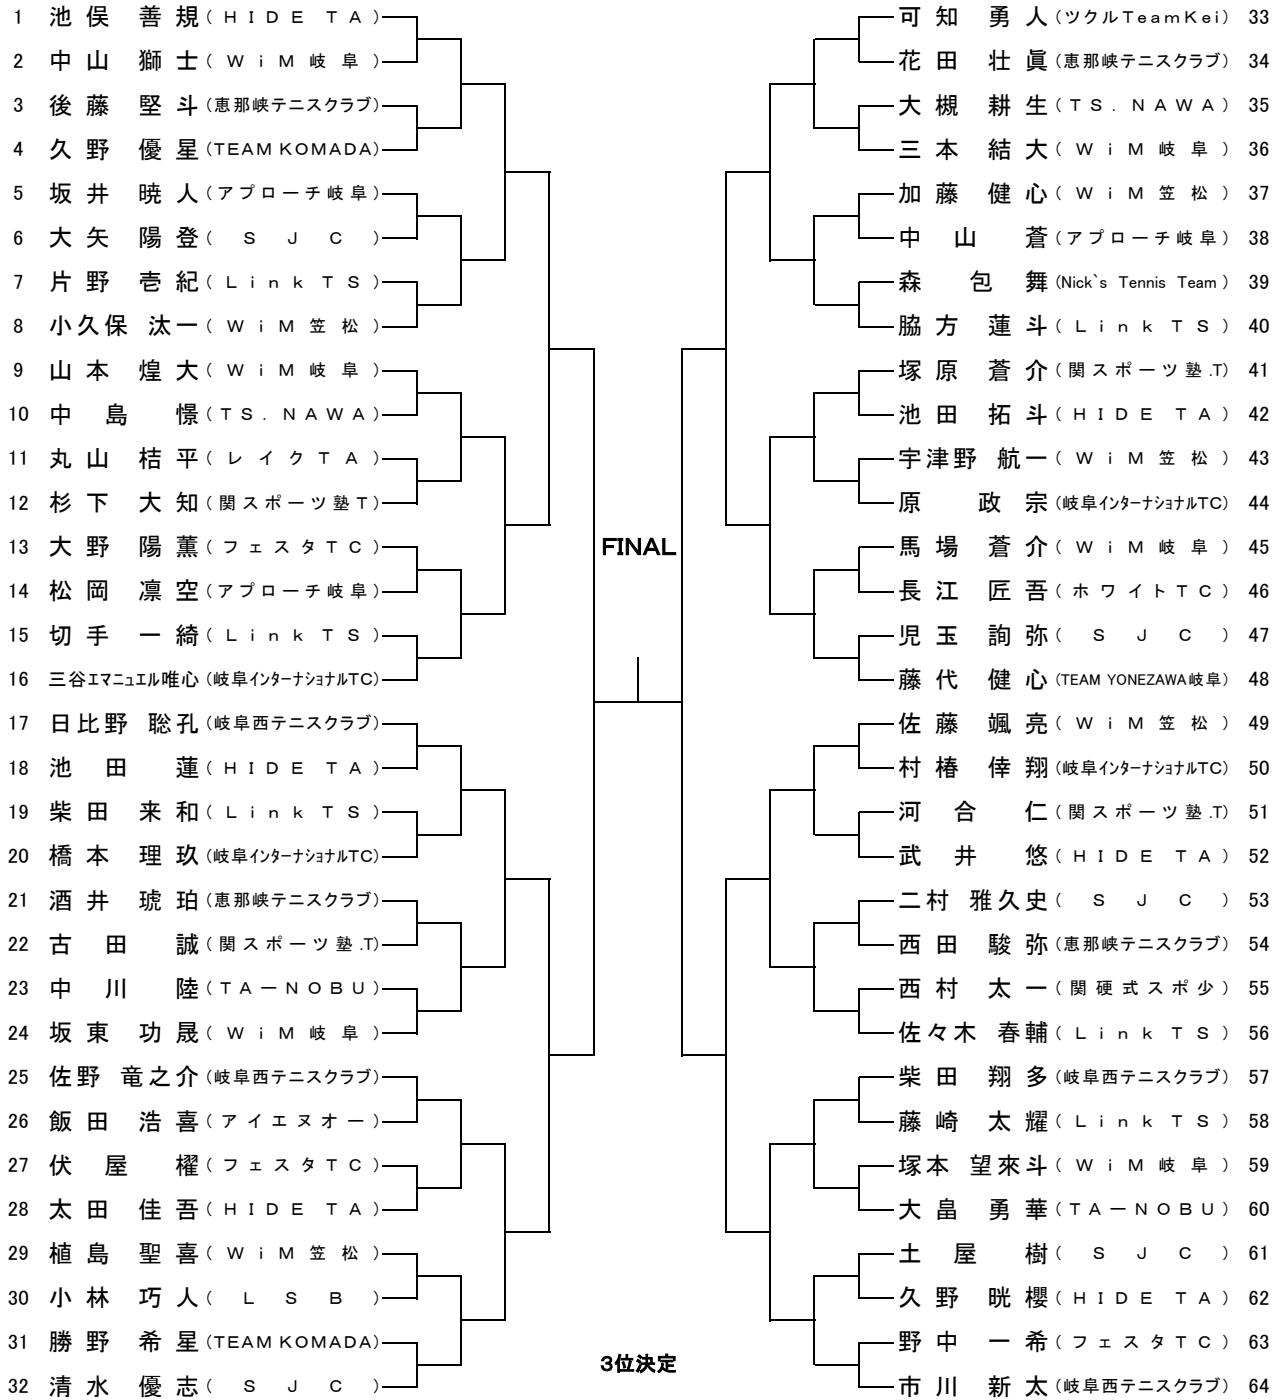 1 池俣 善規 (HIDE TA)
2 中山 獅士 (WiM岐阜)
3 後藤 堅斗 (恵那峡テニスクラブ)
4 久野 優星 (TEAM KOMADA)
5 坂井 暁人 (アプローチ岐阜)
6 大矢 陽登 (SJC)
7 片野 壱紀 (Link TS)
8 小久保 汰一 (WiM笠松)
9 山本 煌大 (WiM岐阜)
10 中島 憬 (TS.NAWA)
11 丸山 桔平 (レイクTA)
12 杉下 大知 (関スポーツ塾T)
13 大野 陽薫 (フェスタTC)
14 松岡 凛空 (アプローチ岐阜)
15 切手 一綺 (Link TS)
16 三谷エマニュエル唯心 (岐阜インターナショナルTC)
17 日比野 聡孔 (岐阜西テニスクラブ)
18 池田 蓮 (HIDE TA)
19 柴田 来和 (Link TS)
20 橋本 理玖 (岐阜インターナショナルTC)
21 酒井 琥珀 (恵那峡テニスクラブ)
22 古田 誠 (関スポーツ塾.T)
23 中川 陸 (TA－NOBU)
24 坂東 功晟 (WiM岐阜)
25 佐野 竜之介 (岐阜西テニスクラブ)
26 飯田 浩喜 (アイエヌオー)
27 伏屋 櫂 (フェスタTC)
28 太田 佳吾 (HIDE TA)
29 植島 聖喜 (WiM笠松)
30 小林 巧人 (LSB)
31 勝野 希星 (TEAM KOMADA)
32 清水 優志 (SJC)
FINAL
3位決定
可知 勇人 (ツクルTeamKei) 33
花田 壮眞 (恵那峡テニスクラブ) 34
大槻 耕生 (TS.NAWA) 35
三本 結大 (WiM岐阜) 36
加藤 健心 (WiM笠松) 37
中山 蒼 (アプローチ岐阜) 38
森 包舞 (Nick`s Tennis Team) 39
脇方 蓮斗 (Link TS) 40
塚原 蒼介 (関スポーツ塾.T) 41
池田 拓斗 (HIDE TA) 42
宇津野 航一 (WiM笠松) 43
原 政宗 (岐阜インターナショナルTC) 44
馬場 蒼介 (WiM岐阜) 45
長江 匠吾 (ホワイトTC) 46
児玉 詢弥 (SJC) 47
藤代 健心 (TEAM YONEZAWA岐阜) 48
佐藤 颯亮 (WiM笠松) 49
村椿 倖翔 (岐阜インターナショナルTC) 50
河合 仁 (関スポーツ塾.T) 51
武井 悠 (HIDE TA) 52
二村 雅久史 (SJC) 53
西田 駿弥 (恵那峡テニスクラブ) 54
西村 太一 (関硬式スポ少) 55
佐々木 春輔 (Link TS) 56
柴田 翔多 (岐阜西テニスクラブ) 57
藤崎 太耀 (Link TS) 58
塚本 望來斗 (WiM岐阜) 59
大畠 勇華 (TA－NOBU) 60
土屋 樹 (SJC) 61
久野 晄櫻 (HIDE TA) 62
野中 一希 (フェスタTC) 63
市川 新太 (岐阜西テニスクラブ) 64